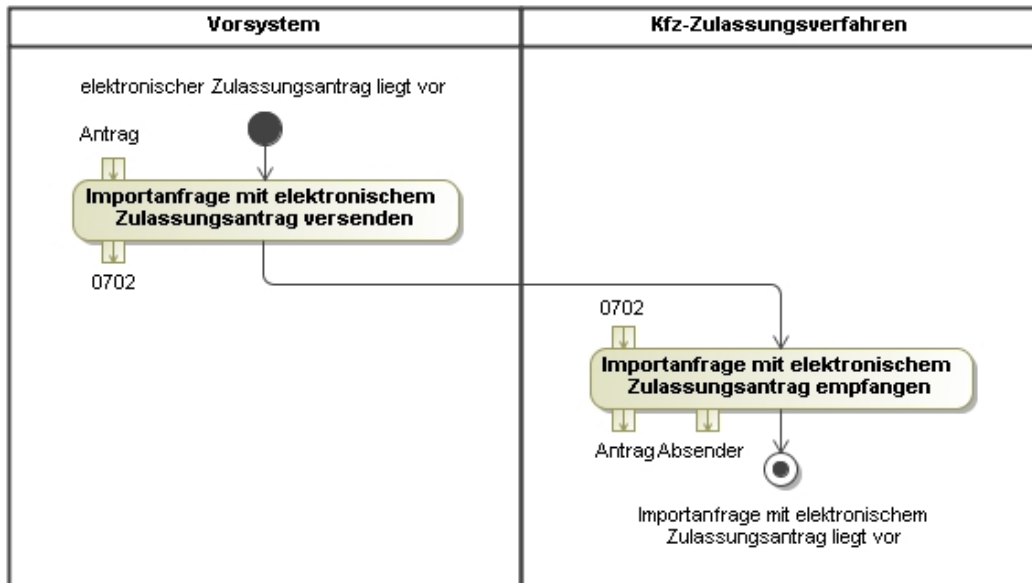 Vorsystem
Kfz-Zulassungsverfahren
elektronischer Zulassungsantrag liegt vor
Antrag
Importanfrage mit elektronischem
Zulassungsantrag versenden
0702
0702
Importanfrage mit elektronischem
Zulassungsantrag empfangen
Antrag Absender
Importanfrage mit elektronischem
Zulassungsantrag liegt vor